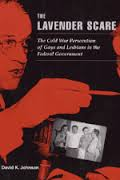 THE
LAVENDER SCARE
The Cold War Persecution
of Gays and Lesbians in the
Federal Government
David K. Johnson